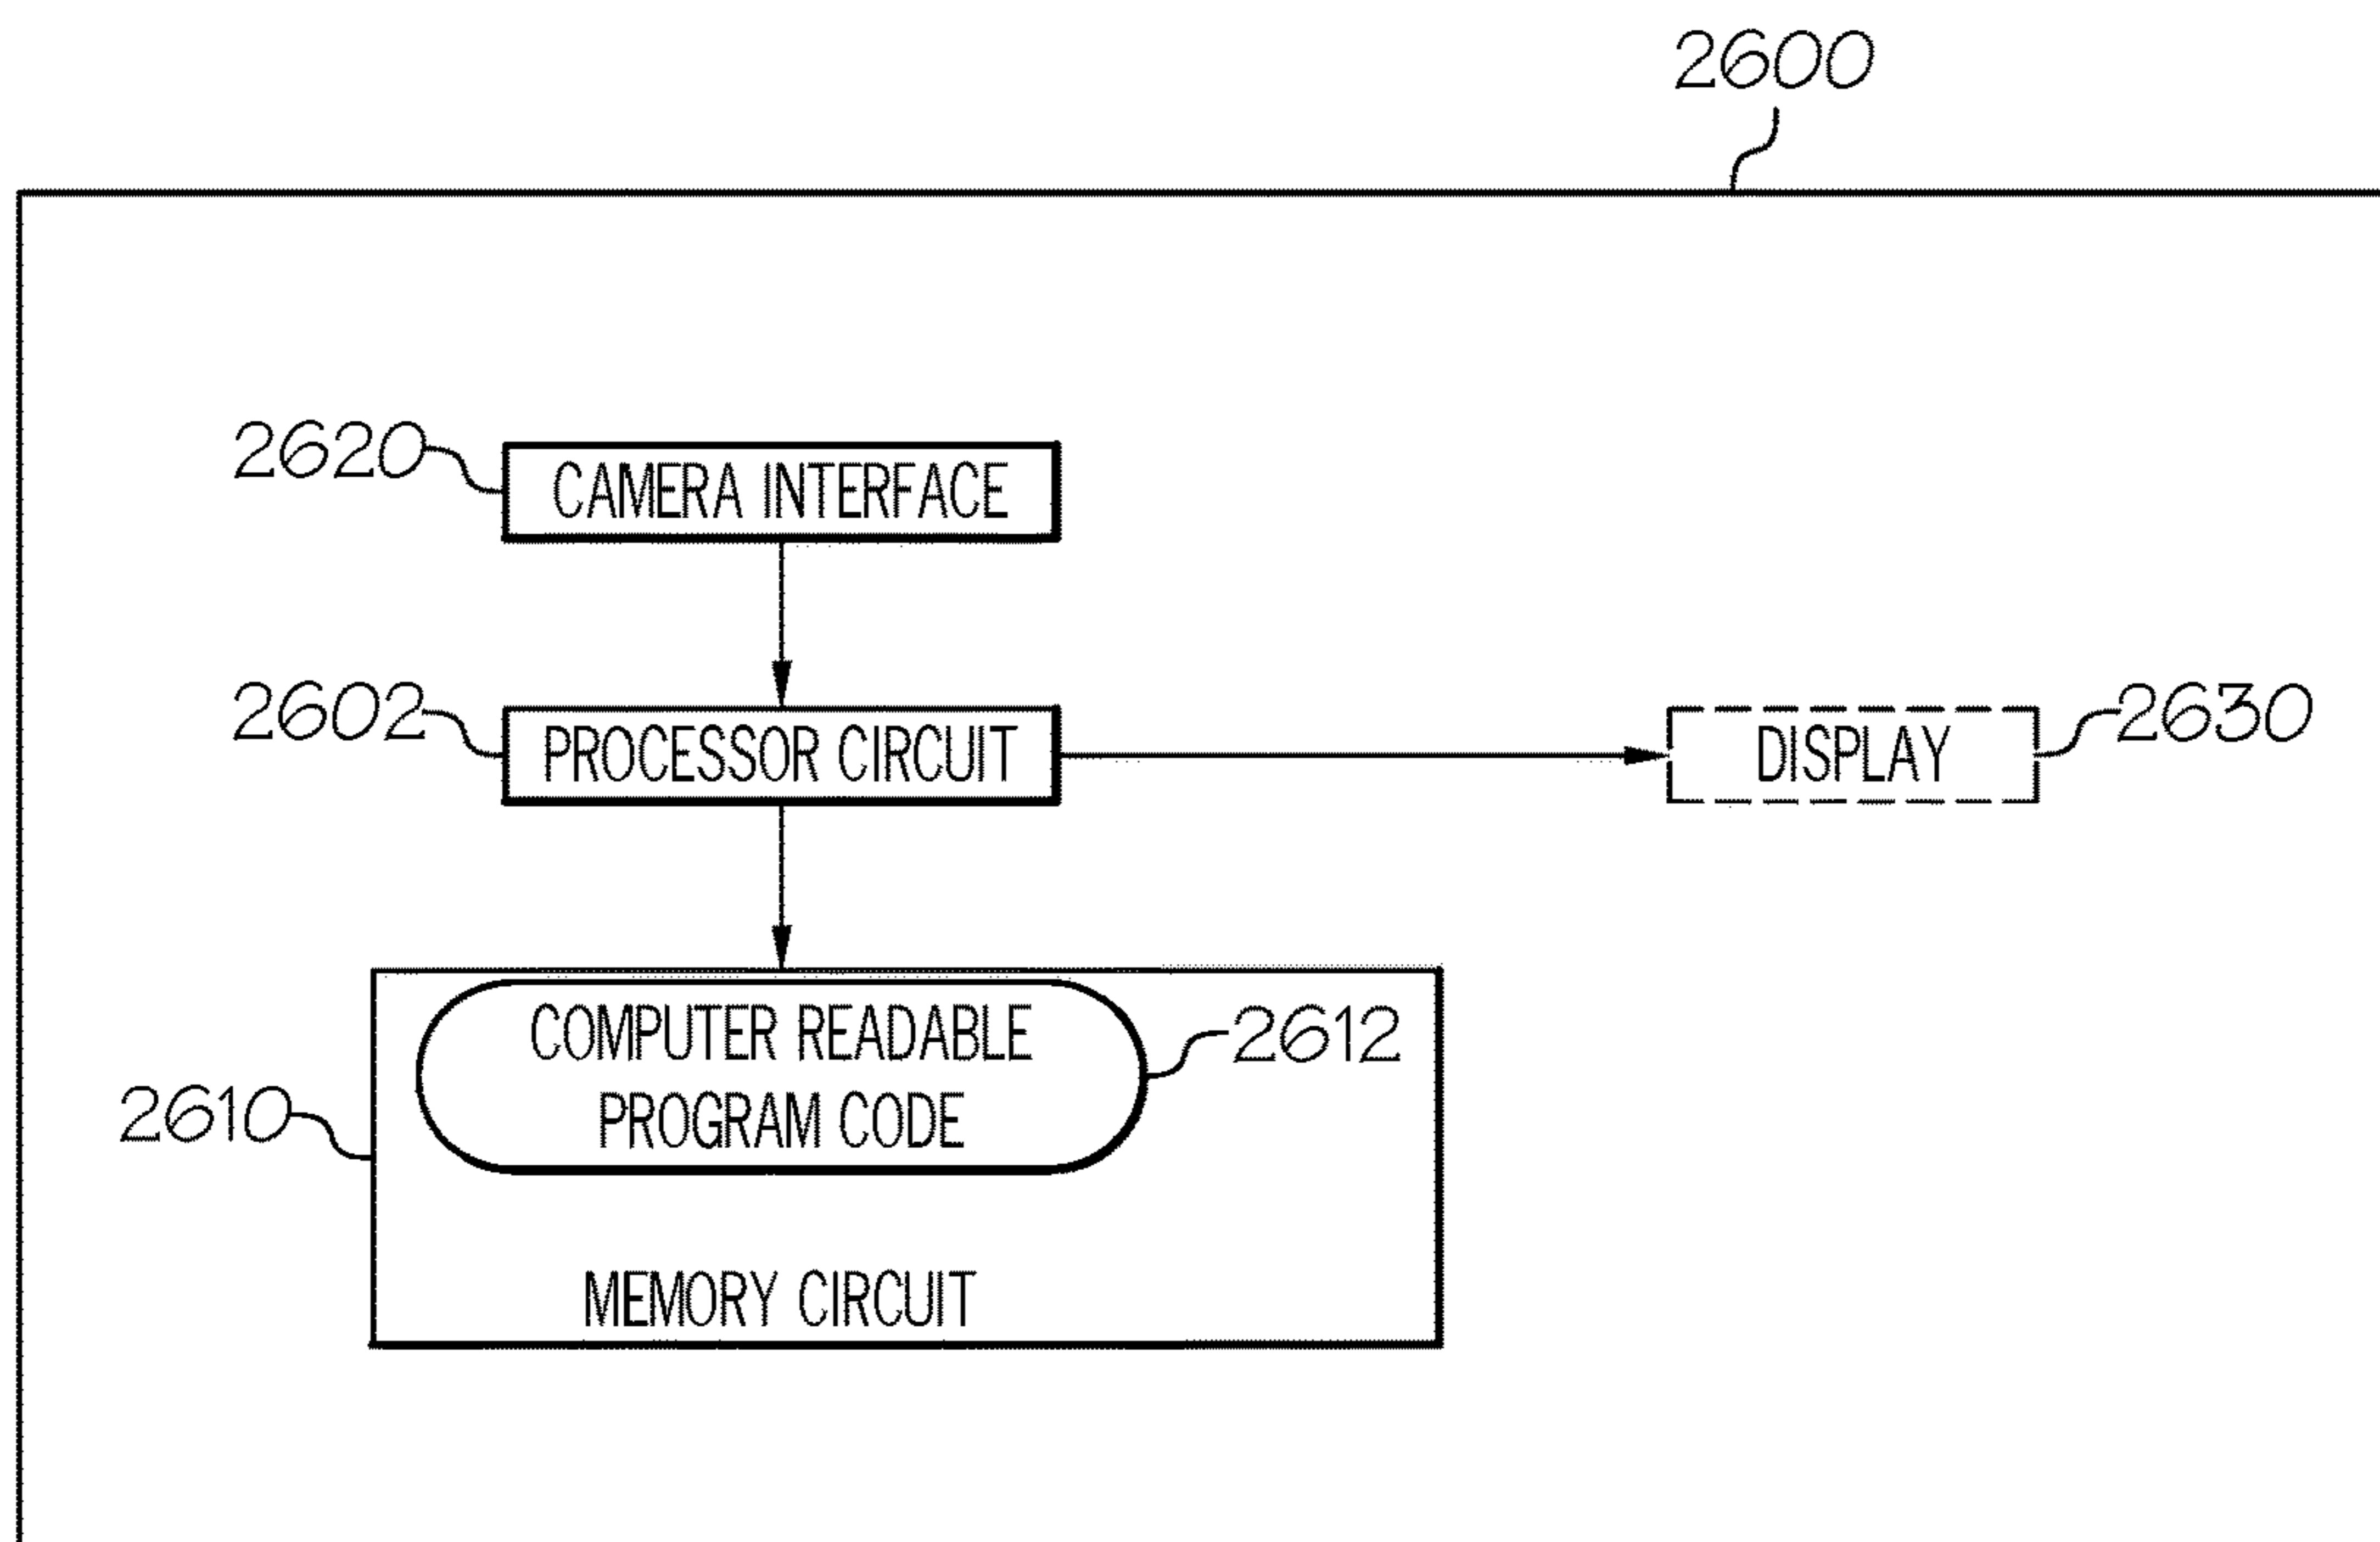 2600
2620
CAMERA INTERFACE
2602
PROCESSOR CIRCUIT
DISPLAY
2630
COMPUTER READABLE
PROGRAM CODE
2612
2610
MEMORY CIRCUIT